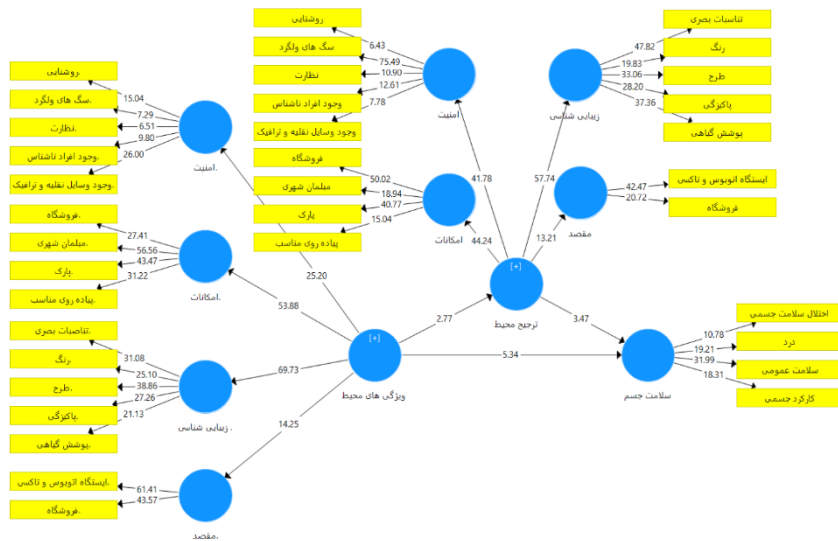 روشنایی
سگ های ولگرد
نظارت
وجود افراد ناشناس
وجود وسایل نقلیه و ترافیک
6.43
75.49
10.90
12.61
7.78
امنیت
تناسبات بصری
رنگ
طرح
پاکیزگی
پوشش گیاهی
47.82
19.83
33.06
28.20
37.36
زیبایی شناسی
.روشنایی
.سگ های ولگرد
.نظارت
.وجود افراد ناشناس
.وجود وسایل نقلیه و ترافیک
15.04
7.29
6.51
9.80
26.00
.امنیت
فروشگاه
مبلمان شهری
پارک
پیاده روی مناسب
50.02
18.94
40.77
15.04
امکانات
41.78
44.24
57.74
13.21
ایستگاه اتوبوس و تاکسی
فروشگاه
42.47
20.72
مقصد
.فروشگاه
.مبلمان شهری
.پارک
.پیاده روی مناسب
27.41
56.56
43.47
31.22
.امکانات
25.20
53.88
69.73
14.25
[+]
ترجیح محیط
2.77
3.47
5.34
[+]
ویژگی های محیط
اختلال سلامت جسمی
درد
سلامت عمومی
کارکرد جسمی
10.78
19.21
31.99
18.31
سلامت جسم
.تناصبات بصری
.رنگ
.طرح
.پاکیزگی
.پوشش گیاهی
31.08
25.10
38.86
27.26
21.13
. زیبایی شناسی
.ایستگاه اتوبوس و تاکسی
.فروشگاه
61.41
43.57
.مقصد